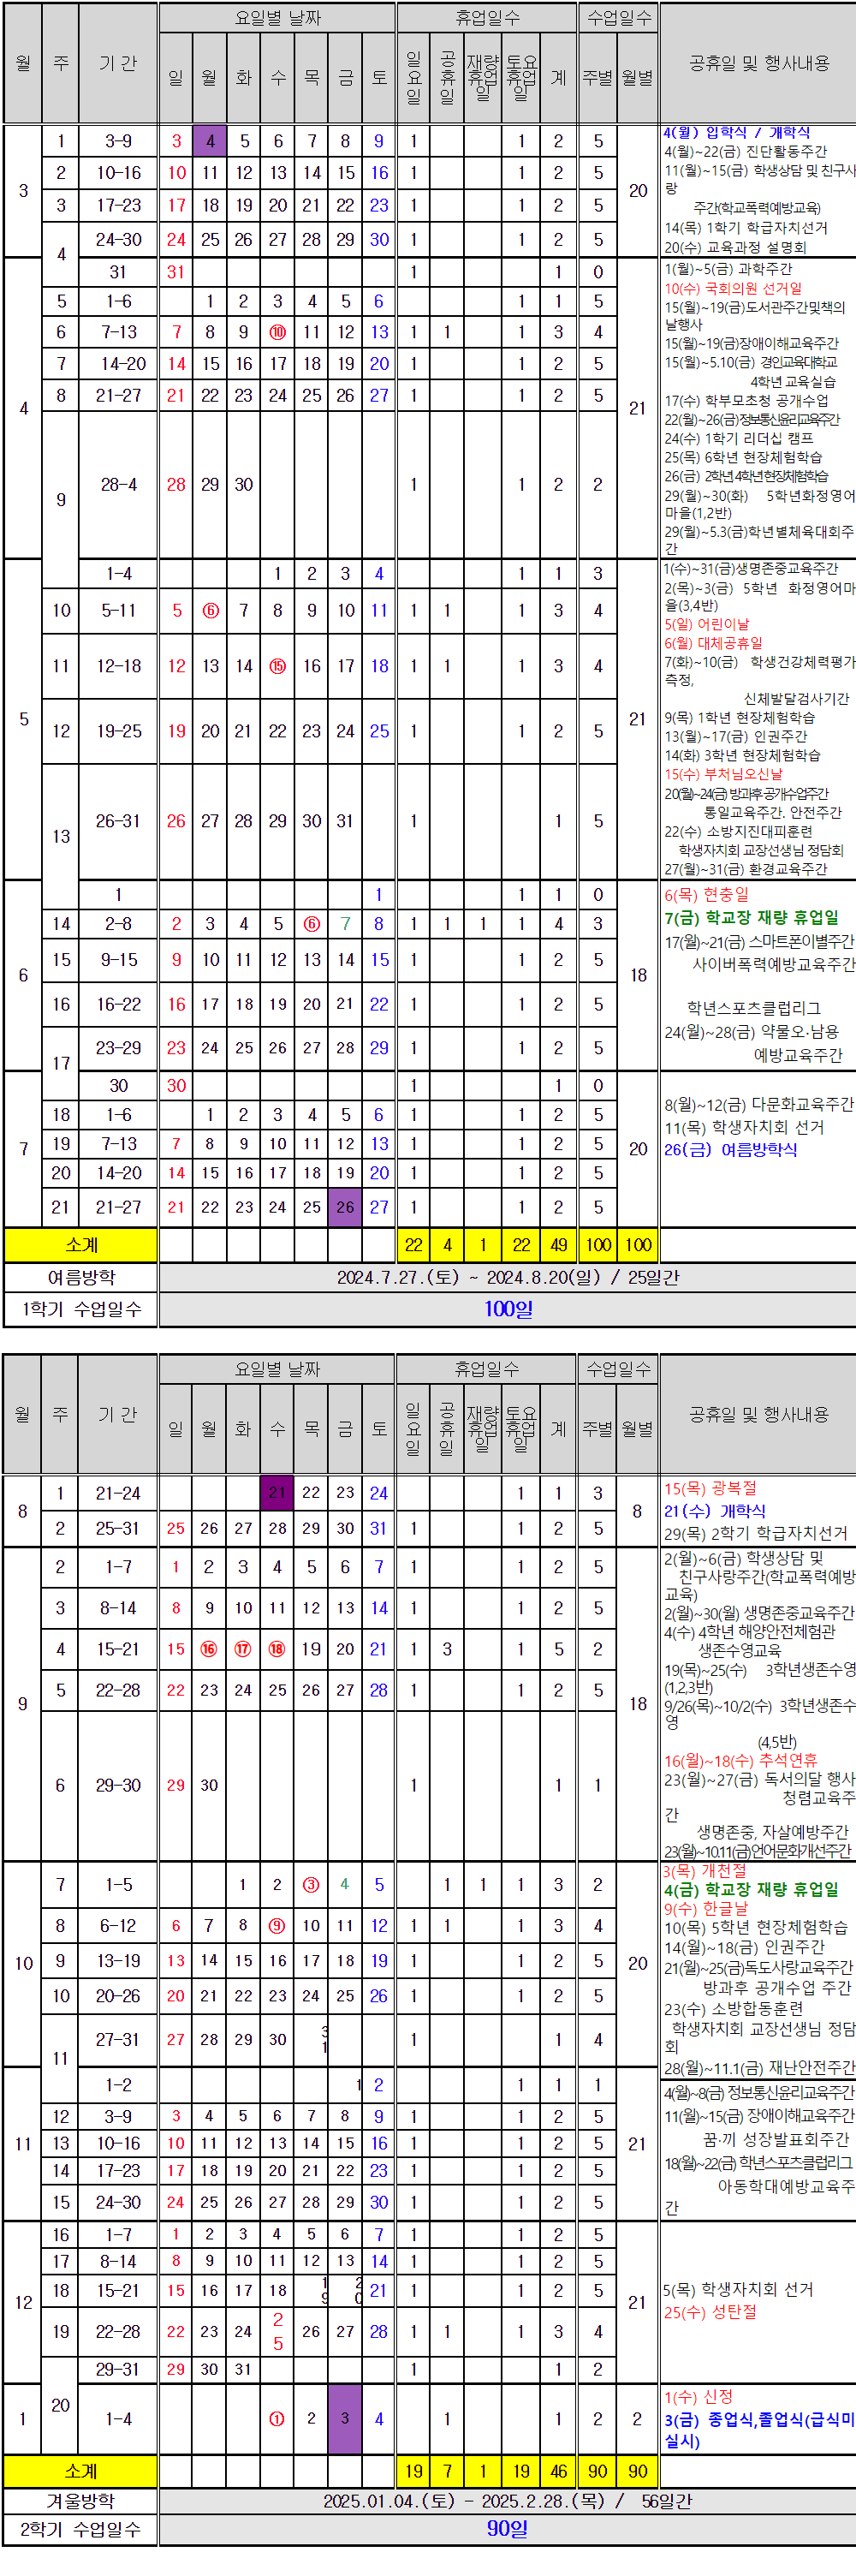 월 주 기 간 요일별 날짜 휴업일수 수업일수 공휴일 및 행사내용
일 월 화 수 목 금 토 일요일 공휴일 재량휴업일 토요휴업일 계 주별 월별
3 1 3-9 3 4 5 6 7 8 9 1 1 2 5 20
2 10-16 10 11 12 13 14 15 16 1 1 2 5
3 17-23 17 18 19 20 21 22 23 1 1 2 5
4 24-30 24 25 26 27 28 29 30 1 1 2 5
4(월) 입학식 / 개학식
4(월)~22(금) 진단활동주간
11(월)~15(금) 학생상담 및 친구사
랑
주간(학교폭력예방교육)
14(목) 1학기 학급자치선거
20(수) 교육과정 설명회
4 31 31 1 1 0 21
5 1-6 1 2 3 4 5 6 1 1 5
6 7-13 7 8 9 ⑩ 11 12 13 1 1 1 3 4
7 14-20 14 15 16 17 18 19 20 1 1 2 5
8 21-27 21 22 23 24 25 26 27 1 1 2 5
9 28-4 28 29 30 1 1 2 2
1(월)~5(금) 과학주간
10(수) 국회의원 선거일
15(월)~19(금)도서관주간및책의
날행사
15(월)~19(금)장애이해교육주간
15(월)~5.10(금) 경인교육대학교
4학년 교육실습
17(수) 학부모초청 공개수업
22(월)~26(금)정보통신윤리교육주간
24(수) 1학기 리더십 캠프
25(목) 6학년 현장체험학습
26(금) 2학년4학년현장체험학습
29(월)~30(화) 5학년화정영어
마을(1,2반)
29(월)~5.3(금)학년별체육대회주
간
5 1-4 1 2 3 4 1 1 3 21
10 5-11 5 ⑥ 7 8 9 10 11 1 1 1 3 4
11 12-18 12 13 14 ⑮ 16 17 18 1 1 1 3 4
12 19-25 19 20 21 22 23 24 25 1 1 2 5
13 26-31 26 27 28 29 30 31 1 1 5
1(수)~31(금)생명존중교육주간
2(목)~3(금) 5학년 화정영어마
을(3,4반)
5(일) 어린이날
6(월) 대체공휴일
7(화)~10(금) 학생건강체력평가
측정,
신체발달검사기간
9(목) 1학년 현장체험학습
13(월)~17(금) 인권주간
14(화) 3학년 현장체험학습
15(수) 부처님오신날
20(월)~24(금) 방과후공개수업주간
통일교육주간, 안전주간
22(수) 소방지진대피훈련
학생자치회 교장선생님 정담회
27(월)~31(금) 환경교육주간
6 1 1 1 1 0 18
14 2-8 2 3 4 5 ⑥ 7 8 1 1 1 1 4 3
15 9-15 9 10 11 12 13 14 15 1 1 2 5
16 16-22 16 17 18 19 20 21 22 1 1 2 5
17 23-29 23 24 25 26 27 28 29 1 1 2 5
6(목) 현충일
7(금) 학교장 재량 휴업일
17(월)~21(금) 스마트폰이별주간
사이버폭력예방교육주간
학년스포츠클럽리그
24(월)~28(금) 약물오·남용
예방교육주간
7 30 30 1 1 0 20
18 1-6 1 2 3 4 5 6 1 1 2 5
19 7-13 7 8 9 10 11 12 13 1 1 2 5
20 14-20 14 15 16 17 18 19 20 1 1 2 5
21 21-27 21 22 23 24 25 26 27 1 1 2 5
8(월)~12(금) 다문화교육주간
11(목) 학생자치회 선거
26(금) 여름방학식
소계 22 4 1 22 49 100 100
여름방학 2024.7.27.(토) ~ 2024.8.20(일) / 25일간
1학기 수업일수 100일
월 주 기 간 요일별 날짜 휴업일수 수업일수 공휴일 및 행사내용
일 월 화 수 목 금 토 일요일 공휴일 재량휴업일 토요휴업일 계 주별 월별
8 1 21-24 21 22 23 24 1 1 3 8
2 25-31 25 26 27 28 29 30 31 1 1 2 5
15(목) 광복절
21(수) 개학식
29(목) 2학기 학급자치선거
9 2 1-7 1 2 3 4 5 6 7 1 1 2 5 18
3 8-14 8 9 10 11 12 13 14 1 1 2 5
4 15-21 15 ⑯ ⑰ ⑱ 19 20 21 1 3 1 5 2
5 22-28 22 23 24 25 26 27 28 1 1 2 5
6 29-30 29 30 1 1 1
2(월)~6(금) 학생상담 및
친구사랑주간(학교폭력예방
교육)
2(월)~30(월) 생명존중교육주간
4(수) 4학년 해양안전체험관
생존수영교육
19(목)~25(수) 3학년생존수영
(1,2,3반)
9/26(목)~10/2(수) 3학년생존수
영
(4,5반)
16(월)~18(수) 추석연휴
23(월)~27(금) 독서의달 행사
청렴교육주
간
생명존중, 자살예방주간
23(월)~10.11(금)언어문화개선주간
10 7 1-5 1 2 ③ 4 5 1 1 1 3 2 20
8 6-12 6 7 8 ⑨ 10 11 12 1 1 1 3 4
9 13-19 13 14 15 16 17 18 19 1 1 2 5
10 20-26 20 21 22 23 24 25 26 1 1 2 5
11 27-31 27 28 29 30 31 1 1 4
3(목) 개천절
4(금) 학교장 재량 휴업일
9(수) 한글날
10(목) 5학년 현장체험학습
14(월)~18(금) 인권주간
21(월)~25(금)독도사랑교육주간
방과후 공개수업 주간
23(수) 소방합동훈련
학생자치회 교장선생님 정담
회
28(월)~11.1(금) 재난안전주간
11 1-2 1 2 1 1 1 21
12 3-9 3 4 5 6 7 8 9 1 1 2 5
13 10-16 10 11 12 13 14 15 16 1 1 2 5
14 17-23 17 18 19 20 21 22 23 1 1 2 5
15 24-30 24 25 26 27 28 29 30 1 1 2 5
4(월)~8(금) 정보통신윤리교육주간
11(월)~15(금) 장애이해교육주간
꿈·끼 성장발표회주간
18(월)~22(금) 학년스포츠클럽리그
아동학대예방교육주
간
12 16 1-7 1 2 3 4 5 6 7 1 1 2 5 21
17 8-14 8 9 10 11 12 13 14 1 1 2 5
18 15-21 15 16 17 18 19 20 21 1 1 2 5
19 22-28 22 23 24 25 26 27 28 1 1 1 3 4
20 29-31 29 30 31 1 1 2
5(목) 학생자치회 선거
25(수) 성탄절
1 1-4 ① 2 3 4 1 1 2 2
1(수) 신정
3(금) 종업식,졸업식(급식미
실시)
소계 19 7 1 19 46 90 90
겨울방학 2025.01.04.(토) - 2025.2.28.(목) / 56일간
2학기 수업일수 90일